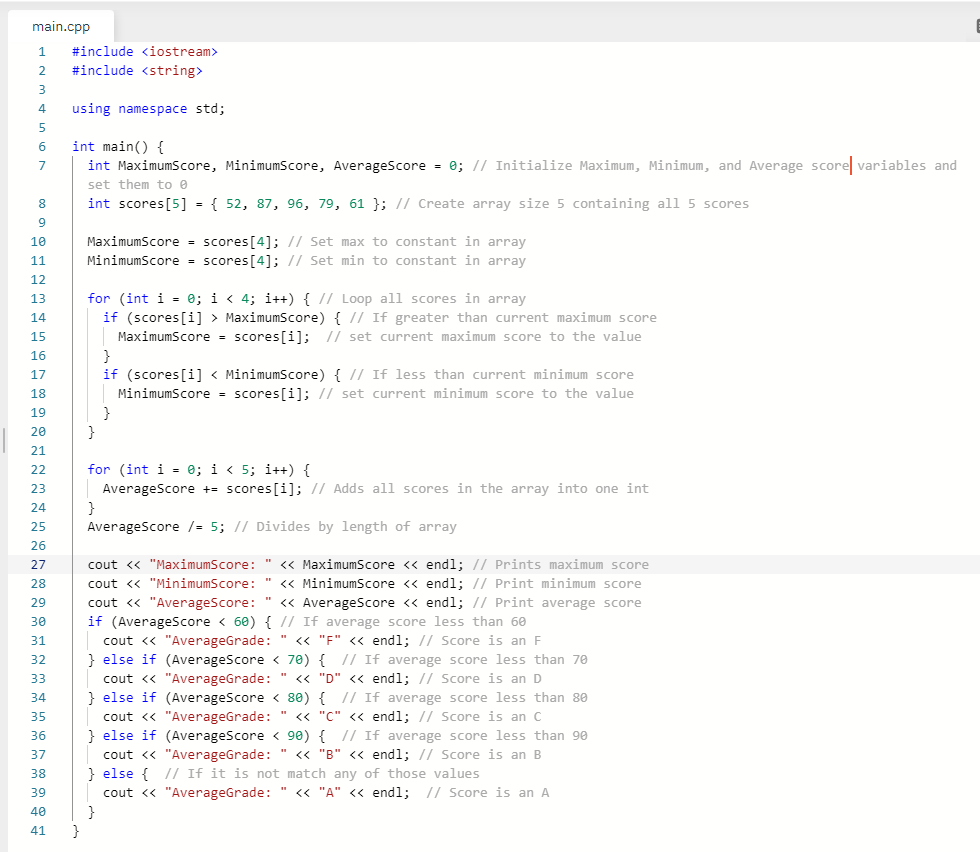 main.cpp
1 #include <iostream>
2 #include <string>
3
4 using namespace std;
5
6 int main() {
7   int MaximumScore, MinimumScore, AverageScore = 0; // Initialize Maximum, Minimum, and Average score variables and
set them to 0
8   int scores[5] = { 52, 87, 96, 79, 61 }; // Create array size 5 containing all 5 scores
9
10   MaximumScore = scores[4]; // Set max to constant in array
11   MinimumScore = scores[4]; // Set min to constant in array
12
13   for (int i = 0; i < 4; i++) { // Loop all scores in array
14     if (scores[i] > MaximumScore) { // If greater than current maximum score
15       MaximumScore = scores[i];  // set current maximum score to the value
16     }
17     if (scores[i] < MinimumScore) { // If less than current minimum score
18       MinimumScore = scores[i]; // set current minimum score to the value
19     }
20   }
21
22   for (int i = 0; i < 5; i++) {
23     AverageScore += scores[i]; // Adds all scores in the array into one int
24   }
25   AverageScore /= 5; // Divides by length of array
26
27   cout << "MaximumScore: " << MaximumScore << endl; // Prints maximum score
28   cout << "MinimumScore: " << MinimumScore << endl; // Print minimum score
29   cout << "AverageScore: " << AverageScore << endl; // Print average score
30   if (AverageScore < 60) { // If average score less than 60
31     cout << "AverageGrade: " << "F" << endl; // Score is an F
32   } else if (AverageScore < 70) {  // If average score less than 70
33     cout << "AverageGrade: " << "D" << endl; // Score is an D
34   } else if (AverageScore < 80) {  // If average score less than 80
35     cout << "AverageGrade: " << "C" << endl; // Score is an C
36   } else if (AverageScore < 90) {  // If average score less than 90
37     cout << "AverageGrade: " << "B" << endl; // Score is an B
38   } else {  // If it is not match any of those values
39     cout << "AverageGrade: " << "A" << endl;  // Score is an A
40   }
41 }